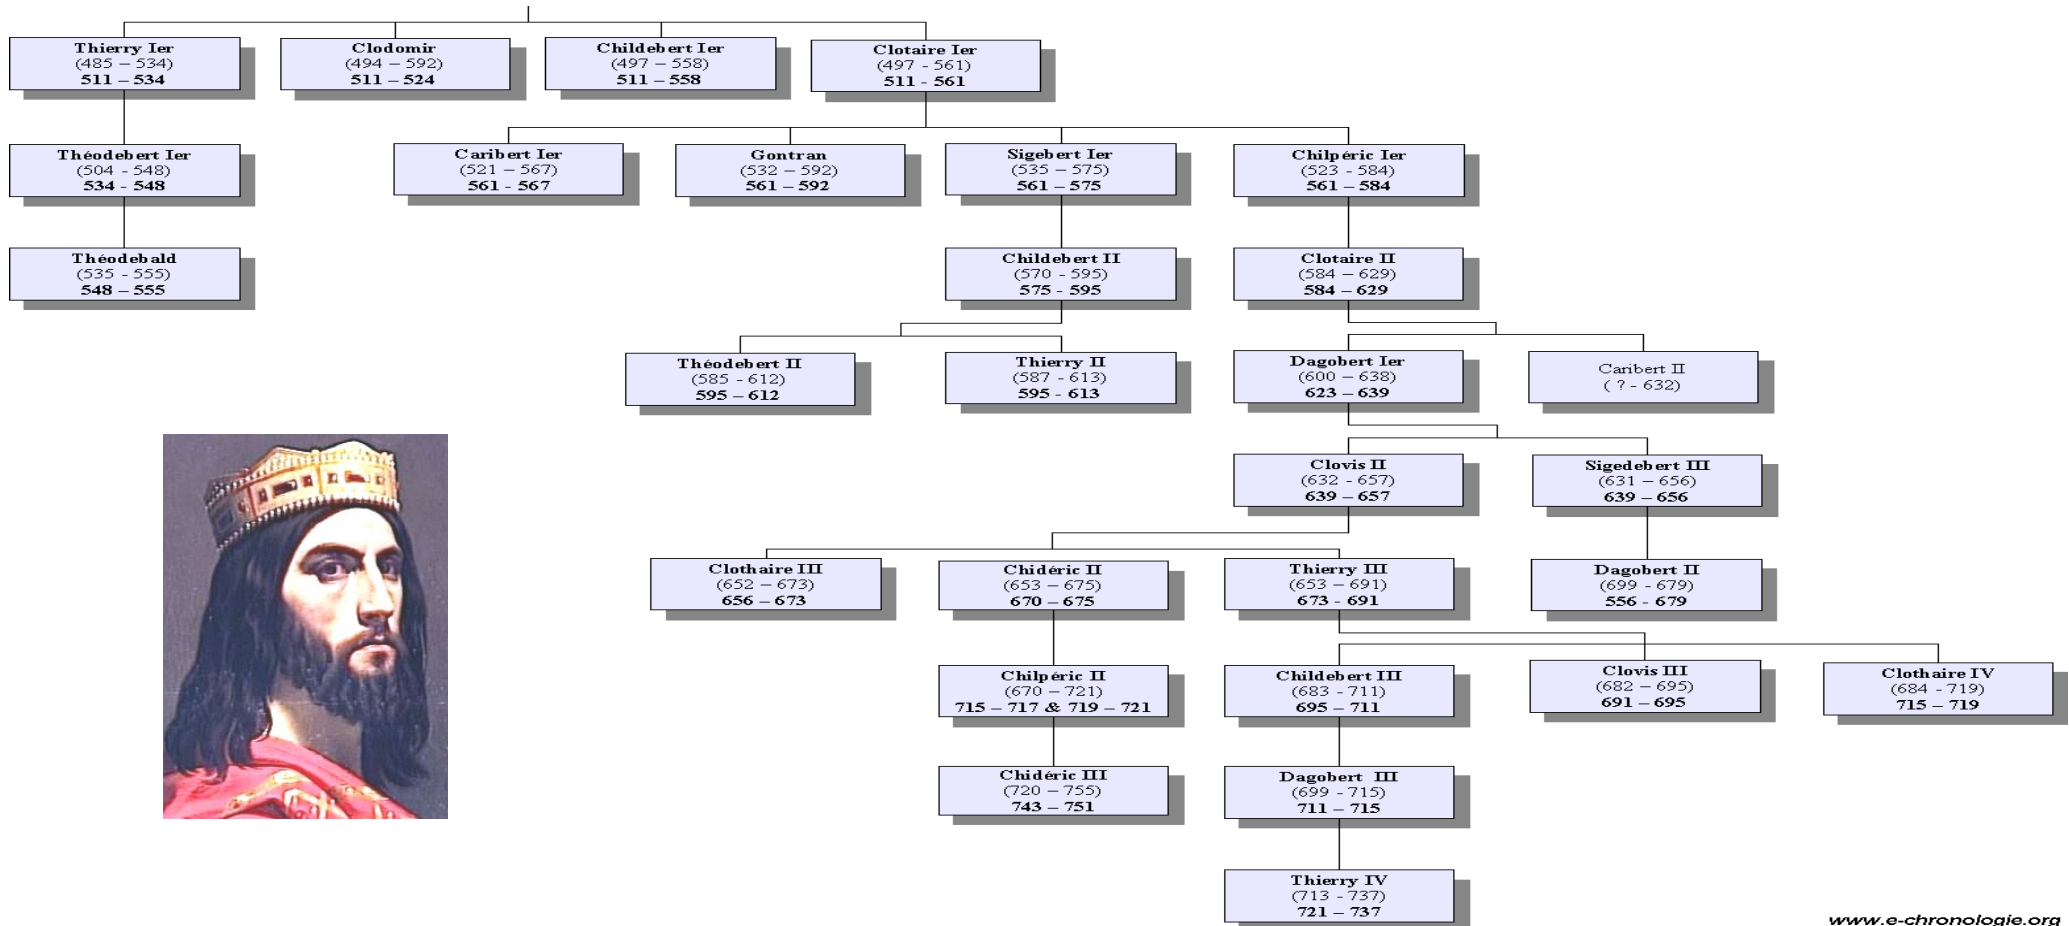 Thierry Ier
(485 – 534)
511 – 534
Clodomir
(494 – 592)
511 – 524
Childebert Ier
(497 – 558)
511 – 558
Clotaire Ier
(497 - 561)
511 - 561
Théodebert Ier
(504 - 548)
534 - 548
Caribert Ier
(521 – 567)
561 - 567
Gontran
(532 – 592)
561 – 592
Sigebert Ier
(535 – 575)
561 – 575
Chilpéric Ier
(523 - 584)
561 – 584
Théodebald
(535 - 555)
548 – 555
Childebert II
(570 - 595)
575 - 595
Clotaire II
(584 – 629)
584 – 629
Théodebert II
(585 - 612)
595 – 612
Thierry II
(587 - 613)
595 - 613
Dagobert Ier
(600 – 638)
623 – 639
Caribert II
( ? - 632)
Clovis II
(632 - 657)
639 – 657
Sigedebert III
(631 – 656)
639 – 656
Clothaire III
(652 – 673)
656 – 673
Chidéric II
(653 – 675)
670 – 675
Thierry III
(653 – 691)
673 - 691
Dagobert II
(699 - 679)
556 - 679
Chilpéric II
(670 – 721)
715 – 717 & 719 – 721
Childebert III
(683 - 711)
695 – 711
Clovis III
(682 – 695)
691 – 695
Clothaire IV
(684 - 719)
715 – 719
Chidéric III
(720 – 755)
743 – 751
Dagobert III
(699 - 715)
711 – 715
Thierry IV
(713 - 737)
721 – 737
www.e-chronologie.org